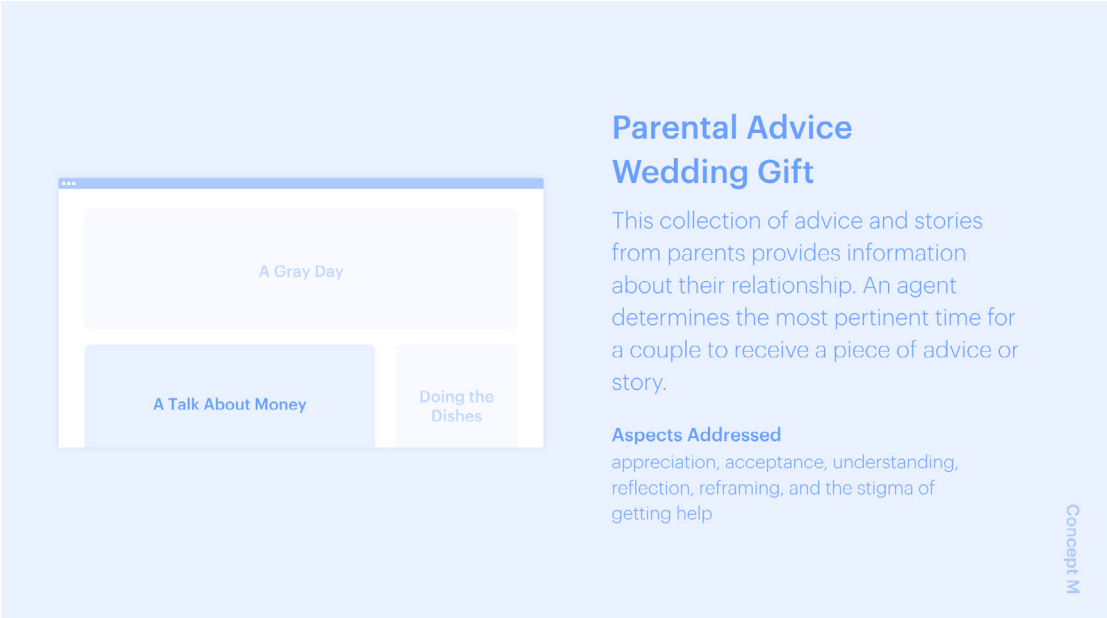 Parental Advice
Wedding Gift
This collection of advice and stories
from parents provides information
about their relationship. An agent
determines the most pertinent time for
a couple to receive a piece of advice or
story.
Aspects Addressed
appreciation, acceptance, understanding,
reflection, reframing, and the stigma of
getting help
A Gray Day
A Talk About Money
Doing the
Dishes
Concept M